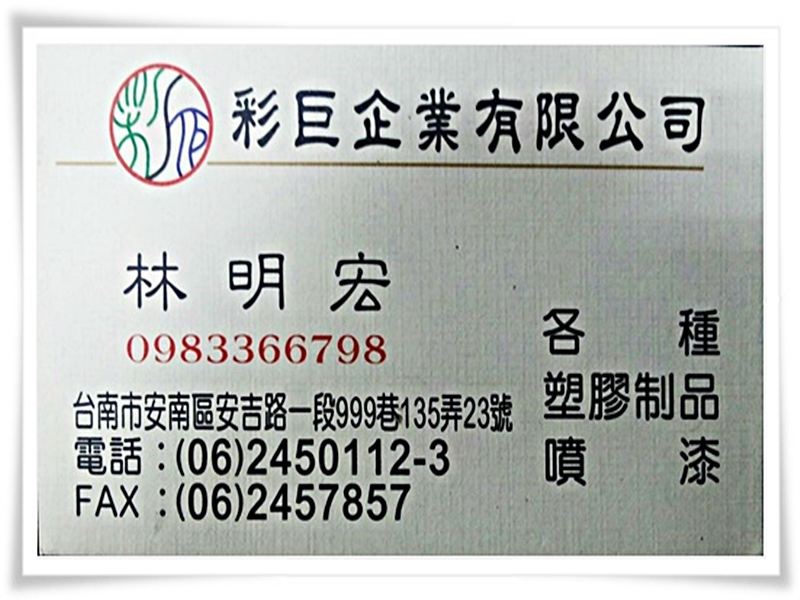 彩巨企業有限公司
林明宏
0983366798
台南市安南區安吉路一段999巷135弄23號
電話：(06)2450112-3
FAX：(06)2457857
各種
塑膠制品
噴漆